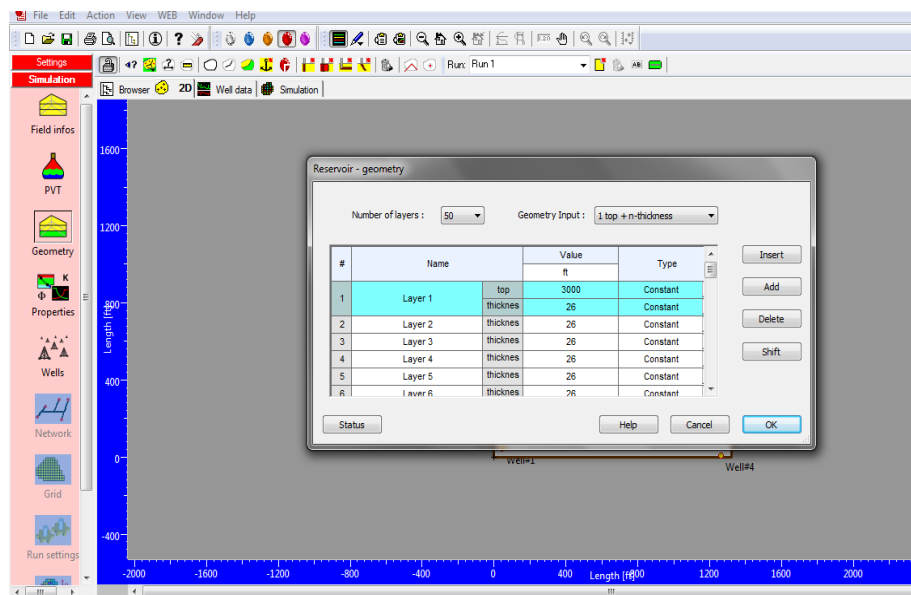 File Edit Action View WEB Window Help
Settings
Simulation
Run: Run 1
Browser 2D Well data Simulation
Field infos
PVT
Geometry
K
Φ
Properties
Wells
Network
Grid
Run settings
1600
1200
800
400
0
-400
Length [ft]
-2000 -1600 -1200 -800 -400 0 400 Length [ft] 800 1200 1600 2000
Well#1
Well#4
Reservoir - geometry
Number of layers : 50 Geometry Input : 1 top + n-thickness
# Name Value Type
ft
1 Layer 1 top 3000 Constant
thicknes 26 Constant
2 Layer 2 thicknes 26 Constant
3 Layer 3 thicknes 26 Constant
4 Layer 4 thicknes 26 Constant
5 Layer 5 thicknes 26 Constant
6 Layer 6 thicknes 26 Constant
Insert
Add
Delete
Shift
Status Help Cancel OK